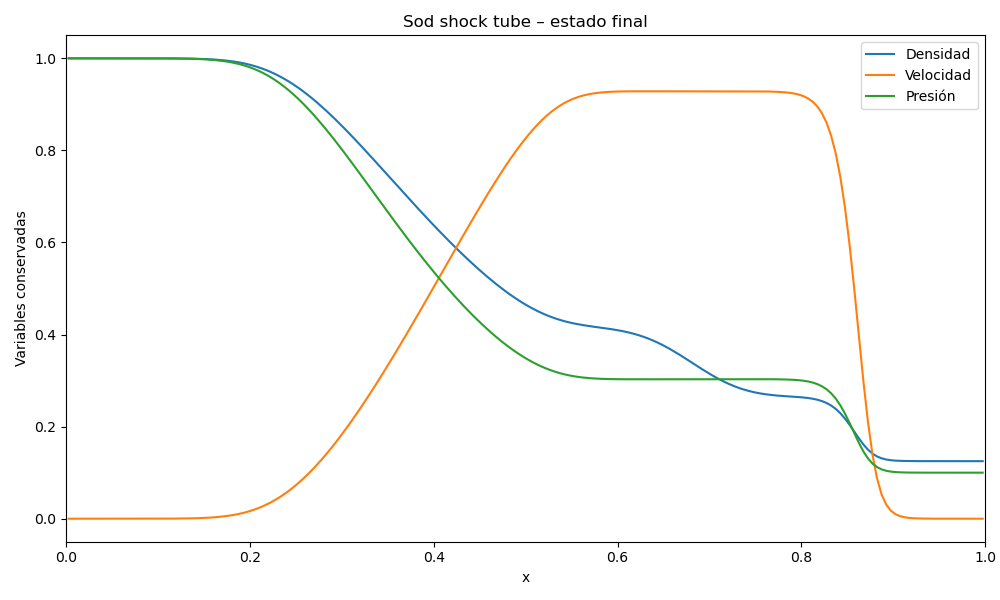 Sod shock tube – estado final
Densidad
Velocidad
Presión
Variables conservadas
1.0
0.8
0.6
0.4
0.2
0.0
0.0 0.2 0.4 0.6 0.8 1.0
x